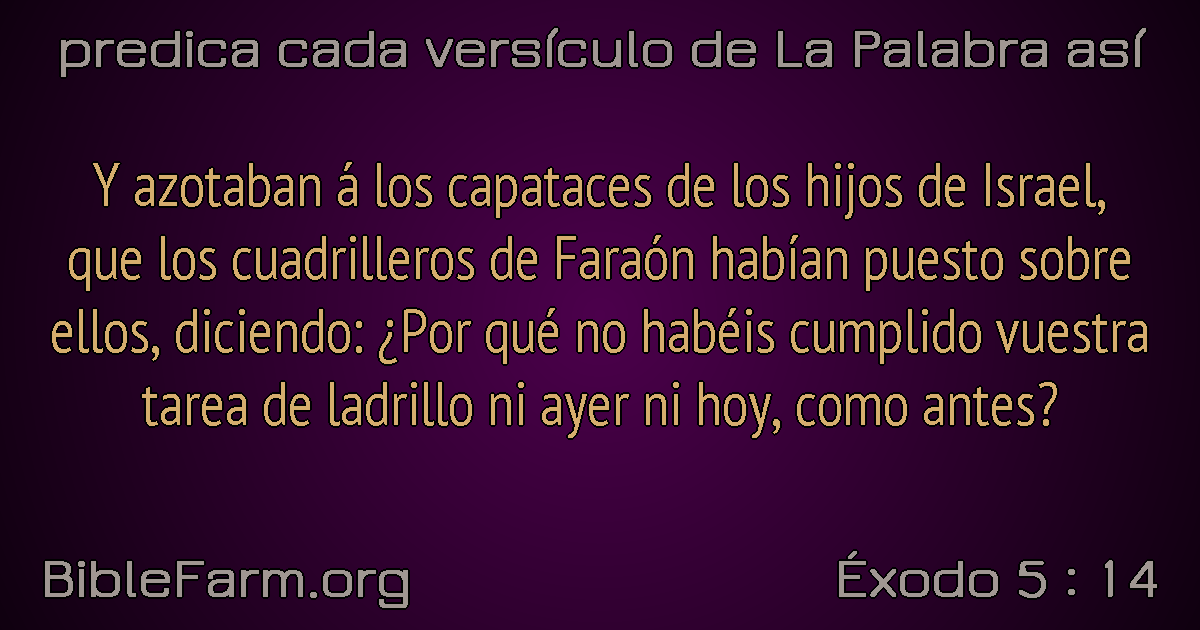 predica cada versículo de La Palabra así
Y azotaban á los capataces de los hijos de Israel,
que los cuadrilleros de Faraón habían puesto sobre
ellos, diciendo: ¿Por qué no habéis cumplido vuestra
tarea de ladrillo ni ayer ni hoy, como antes?
BibleFarm.org
Éxodo 5 : 14